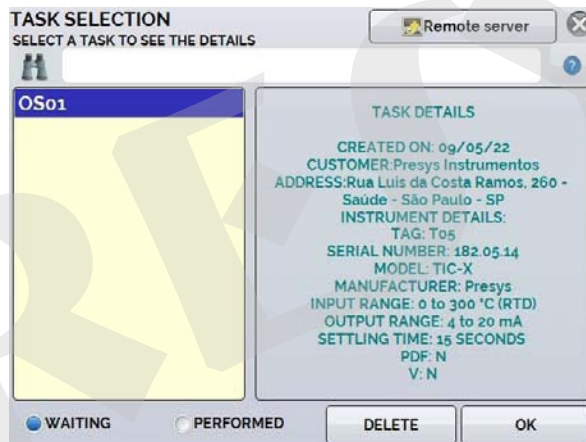 TASK SELECTION
SELECT A TASK TO SEE THE DETAILS
Remote server
OS01
TASK DETAILS
CREATED ON: 09/05/22
CUSTOMER:Presys Instrumentos
ADDRESS:Rua Luis da Costa Ramos, 260 -
Saúde - São Paulo - SP
INSTRUMENT DETAILS:
TAG: T05
SERIAL NUMBER: 182.05.14
MODEL: TIC-X
MANUFACTURER: Presys
INPUT RANGE: 0 to 300 °C (RTD)
OUTPUT RANGE: 4 to 20 mA
SETTLING TIME: 15 SECONDS
PDF: N
V: N
WAITING
PERFORMED
DELETE
OK